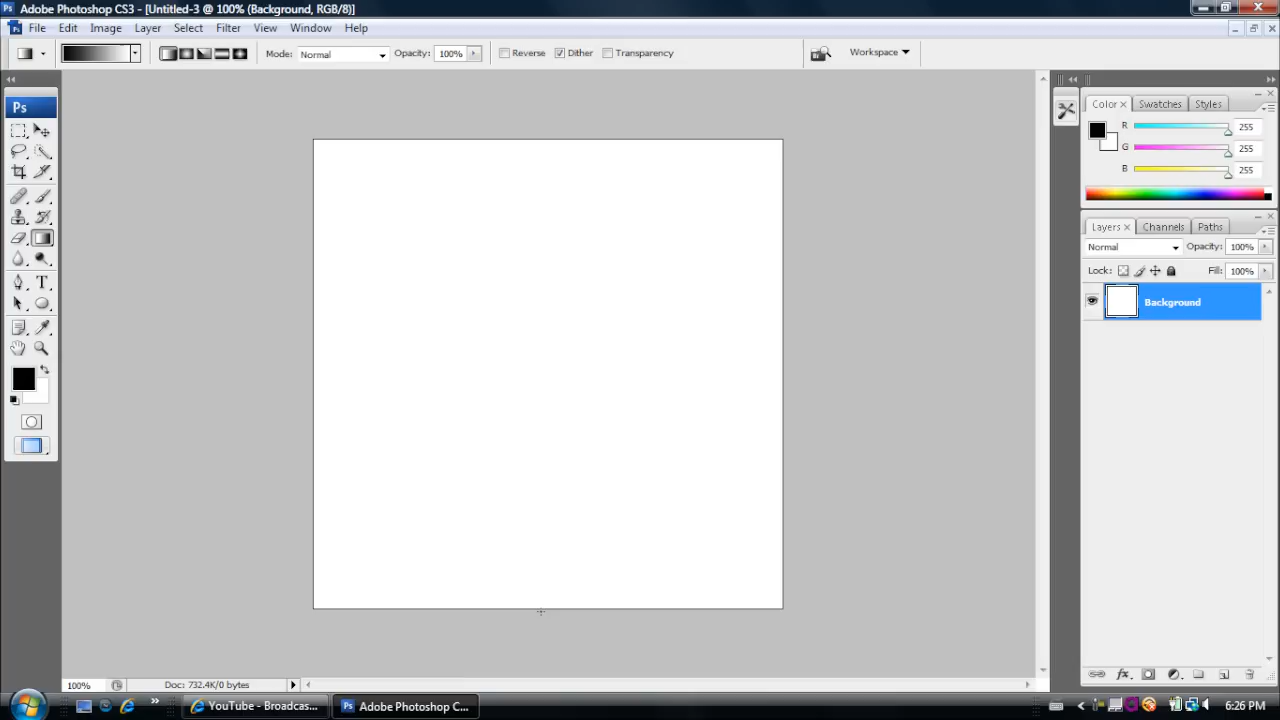 Adobe Photoshop CS3 - [Untitled-3 @ 100% (Background, RGB/8)]
File Edit Image Layer Select Filter View Window Help
Mode: Normal Opacity: 100% Reverse Dither Transparency Workspace
Ps
Color Swatches Styles
R 255
G 255
B 255
Layers Channels Paths
Normal Opacity: 100%
Lock: Fill: 100%
Background
100% Doc: 732.4K/0 bytes
YouTube - Broadcas... Adobe Photoshop C... 6:26 PM